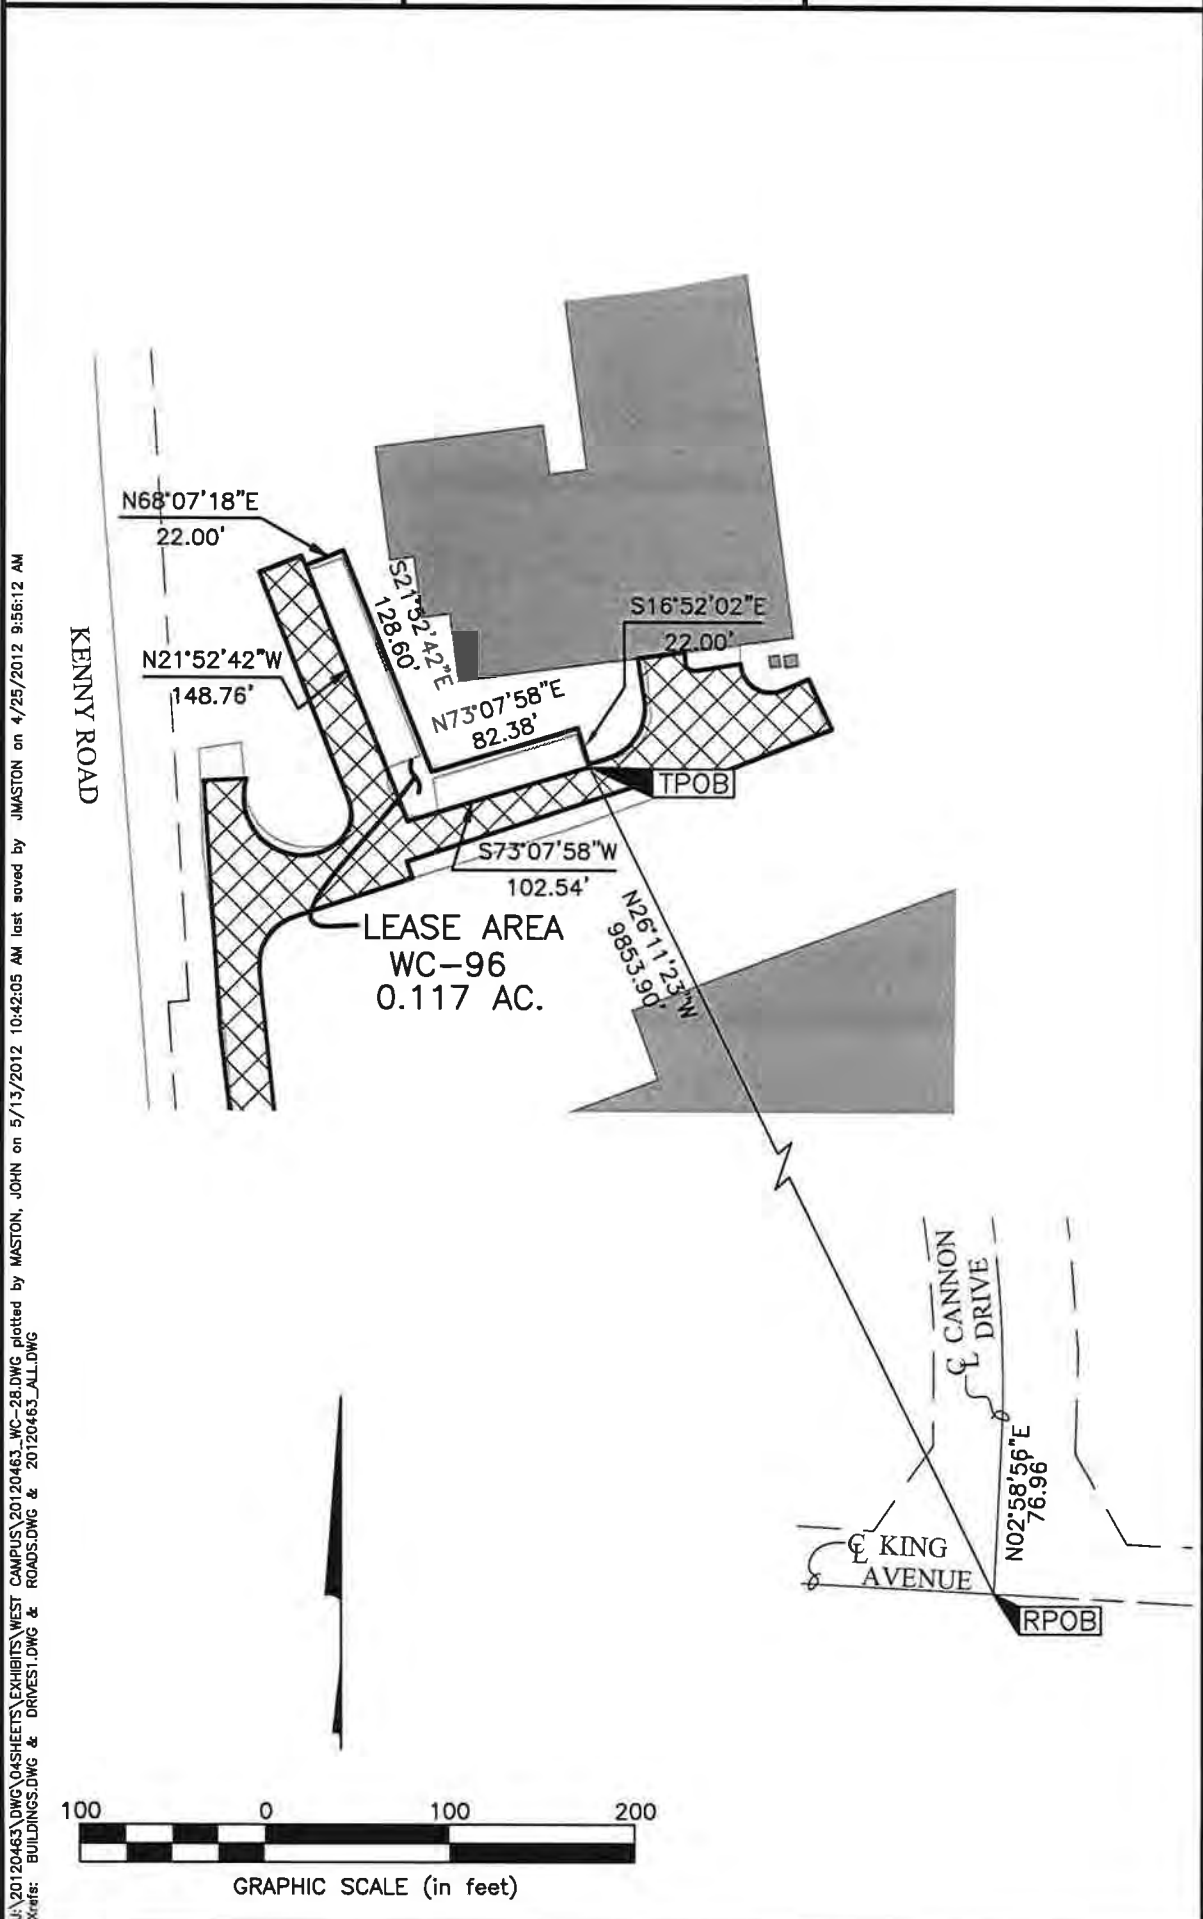 N68°07'18"E
22.00'
S21°52'42"E
128.60'
S16°52'02"E
22.00'
KENNY ROAD
N21°52'42"W
148.76'
N73°07'58"E
82.38'
TPOB
S73°07'58"W
102.54'
LEASE AREA
WC-96
0.117 AC.
N26°11'23"W
9853.90'
℄ CANNON
DRIVE
N02°58'56"E
76.96'
℄ KING
AVENUE
RPOB
100 0 100 200
GRAPHIC SCALE (in feet)
J:\20120463\DWG\04SHEETS\EXHIBITS\WEST CAMPUS\20120463_WC-28.DWG plotted by MASTON, JOHN on 5/13/2012 10:42:05 AM last saved by JMASTON on 4/25/2012 9:56:12 AM
Xrefs: BUILDINGS.DWG & DRIVES1.DWG & ROADS.DWG & 20120463_ALL.DWG